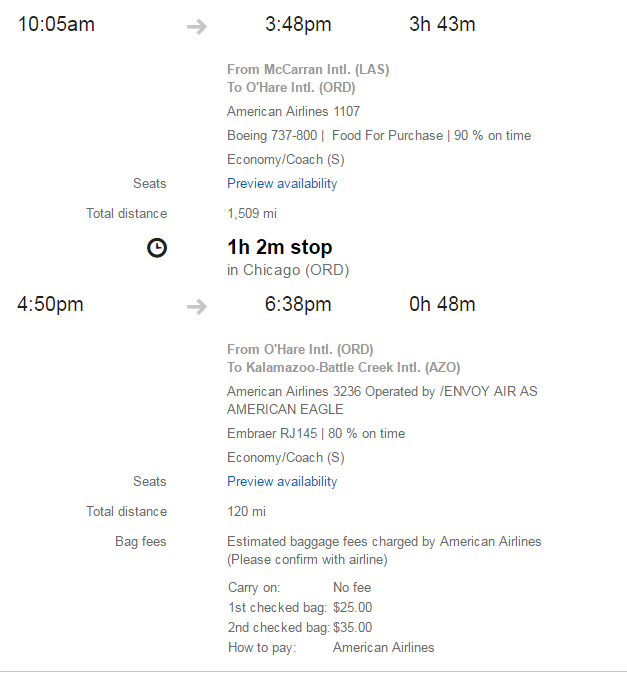 10:05am 3:48pm 3h 43m
From McCarran Intl. (LAS)
To O'Hare Intl. (ORD)
American Airlines 1107
Boeing 737-800 | Food For Purchase | 90 % on time
Economy/Coach (S)
Seats Preview availability
Total distance 1,509 mi
1h 2m stop
in Chicago (ORD)
4:50pm 6:38pm 0h 48m
From O'Hare Intl. (ORD)
To Kalamazoo-Battle Creek Intl. (AZO)
American Airlines 3236 Operated by /ENVOY AIR AS
AMERICAN EAGLE
Embraer RJ145 | 80 % on time
Economy/Coach (S)
Seats Preview availability
Total distance 120 mi
Bag fees Estimated baggage fees charged by American Airlines
(Please confirm with airline)
Carry on: No fee
1st checked bag: $25.00
2nd checked bag: $35.00
How to pay: American Airlines